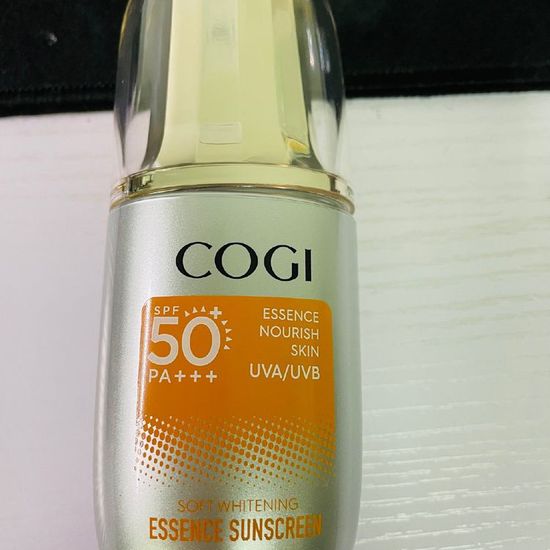 COGI
SPF
50+
PA+++
ESSENCE
NOURISH
SKIN
UVA/UVB
SOFT WHITENING
ESSENCE SUNSCREEN